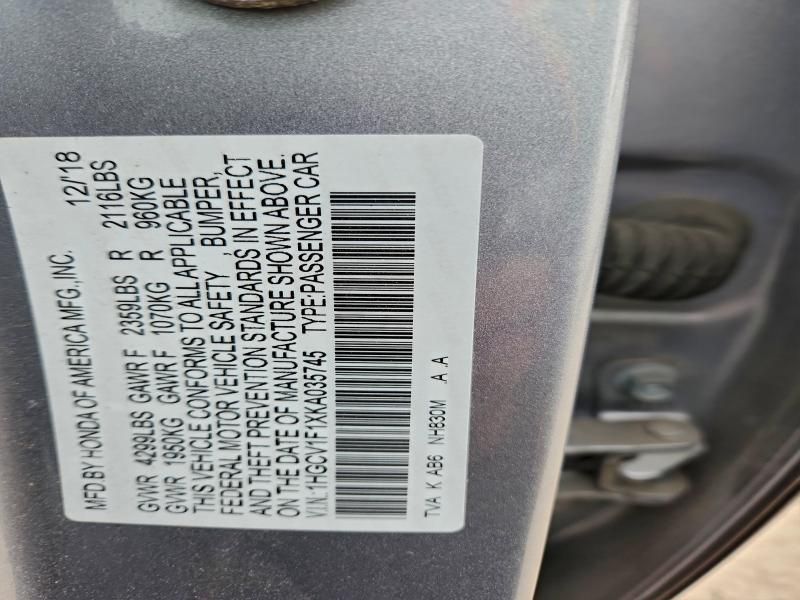 MFD.BY HONDA OF AMERICA MFG.,INC. 12/18
GVWR 4299LBS GAWR F 2359LBS R 2116LBS
GVWR 1950KG GAWR F 1070KG R 960KG
THIS VEHICLE CONFORMS TO ALL APPLICABLE
FEDERAL MOTOR VEHICLE SAFETY , BUMPER,
AND THEFT PREVENTION STANDARDS, IN EFFECT
ON THE DATE OF MANUFACTURE SHOWN ABOVE.
V.I.N.:1HGCV1F1XKA035745 TYPE:PASSENGER CAR
TVA K AB6 NH830M .A .A